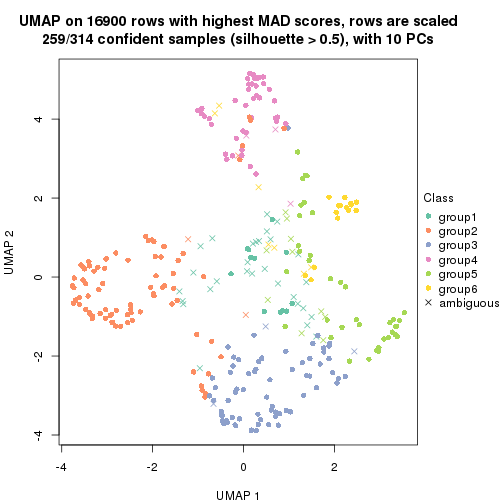 UMAP on 16900 rows with highest MAD scores, rows are scaled
259/314 confident samples (silhouette > 0.5), with 10 PCs
4
2
0
-2
-4
UMAP 2
-4
-2
0
2
UMAP 1
Class
group1
group2
group3
group4
group5
group6
ambiguous